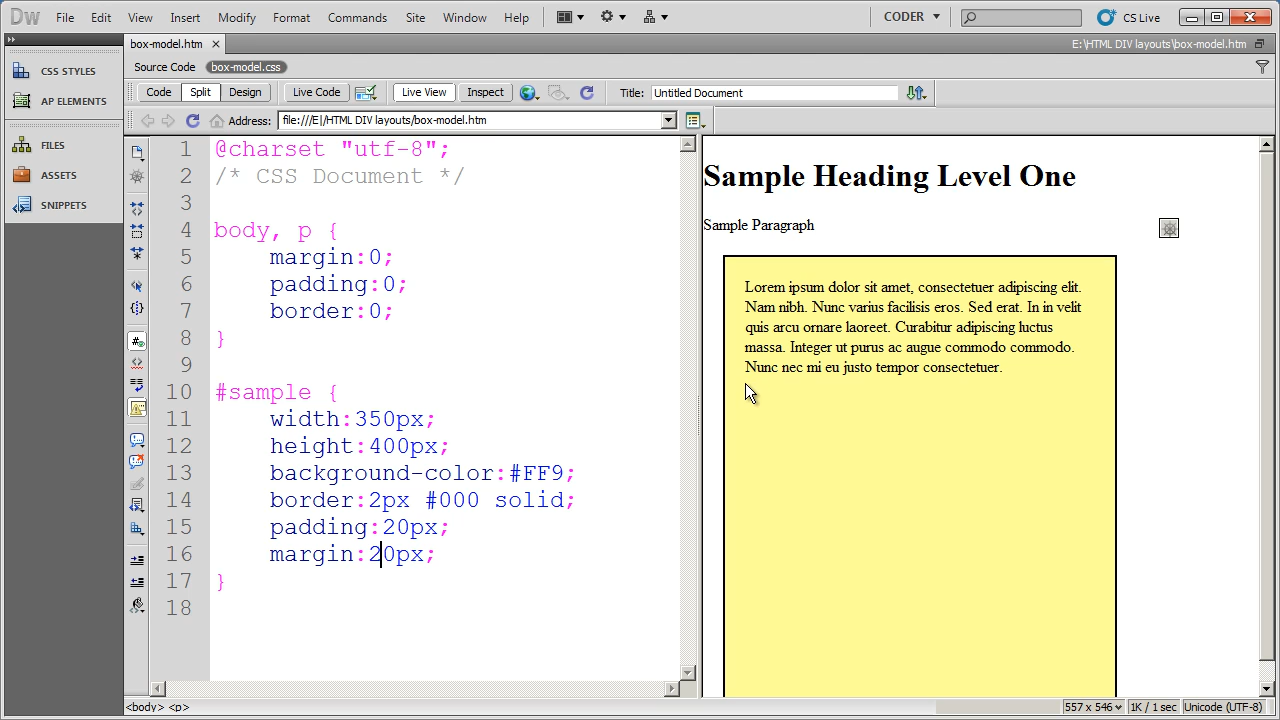 Dw File Edit View Insert Modify Format Commands Site Window Help CODER CS Live
box-model.htm E:\HTML DIV layouts\box-model.htm
Source Code box-model.css
Code Split Design Live Code Live View Inspect Title: Untitled Document
Address: file:///E|/HTML DIV layouts/box-model.htm
CSS STYLES
AP ELEMENTS
FILES
ASSETS
SNIPPETS
1 @charset "utf-8";
2 /* CSS Document */
3
4 body, p {
5 margin:0;
6 padding:0;
7 border:0;
8 }
9
10 #sample {
11 width:350px;
12 height:400px;
13 background-color:#FF9;
14 border:2px #000 solid;
15 padding:20px;
16 margin:20px;
17 }
18
Sample Heading Level One
Sample Paragraph
Lorem ipsum dolor sit amet, consectetuer adipiscing elit.
Nam nibh. Nunc varius facilisis eros. Sed erat. In in velit
quis arcu ornare laoreet. Curabitur adipiscing luctus
massa. Integer ut purus ac augue commodo commodo.
Nunc nec mi eu justo tempor consectetuer.
<body> <p> 557 x 546 1K / 1 sec Unicode (UTF-8)